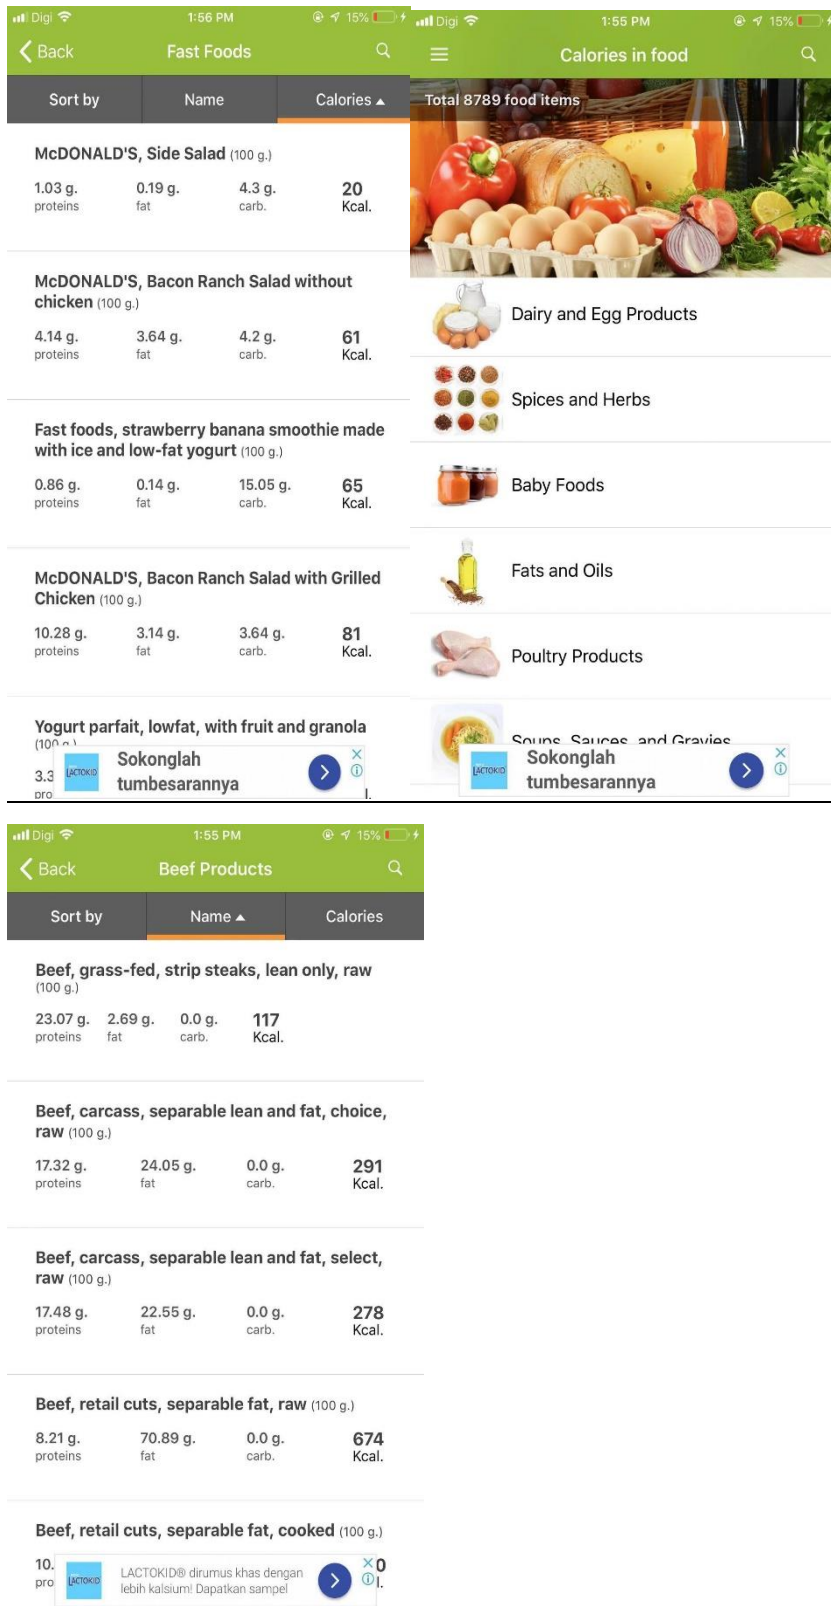 Digi 1:56 PM 15%
Back Fast Foods
Sort by Name Calories
McDONALD'S, Side Salad (100 g.)
1.03 g. 0.19 g. 4.3 g. 20
proteins fat carb. Kcal.
McDONALD'S, Bacon Ranch Salad without
chicken (100 g.)
4.14 g. 3.64 g. 4.2 g. 61
proteins fat carb. Kcal.
Fast foods, strawberry banana smoothie made
with ice and low-fat yogurt (100 g.)
0.86 g. 0.14 g. 15.05 g. 65
proteins fat carb. Kcal.
McDONALD'S, Bacon Ranch Salad with Grilled
Chicken (100 g.)
10.28 g. 3.14 g. 3.64 g. 81
proteins fat carb. Kcal.
Yogurt parfait, lowfat, with fruit and granola
LACTOKID
Sokonglah
tumbesarannya
Digi 1:55 PM 15%
Calories in food
Total 8789 food items
Dairy and Egg Products
Spices and Herbs
Baby Foods
Fats and Oils
Poultry Products
Soups, Sauces, and Gravies
LACTOKID
Sokonglah
tumbesarannya
Digi 1:55 PM 15%
Back Beef Products
Sort by Name Calories
Beef, grass-fed, strip steaks, lean only, raw
(100 g.)
23.07 g. 2.69 g. 0.0 g. 117
proteins fat carb. Kcal.
Beef, carcass, separable lean and fat, choice,
raw (100 g.)
17.32 g. 24.05 g. 0.0 g. 291
proteins fat carb. Kcal.
Beef, carcass, separable lean and fat, select,
raw (100 g.)
17.48 g. 22.55 g. 0.0 g. 278
proteins fat carb. Kcal.
Beef, retail cuts, separable fat, raw (100 g.)
8.21 g. 70.89 g. 0.0 g. 674
proteins fat carb. Kcal.
Beef, retail cuts, separable fat, cooked (100 g.)
LACTOKID
LACTOKID® dirumus khas dengan
lebih kalsium! Dapatkan sampel